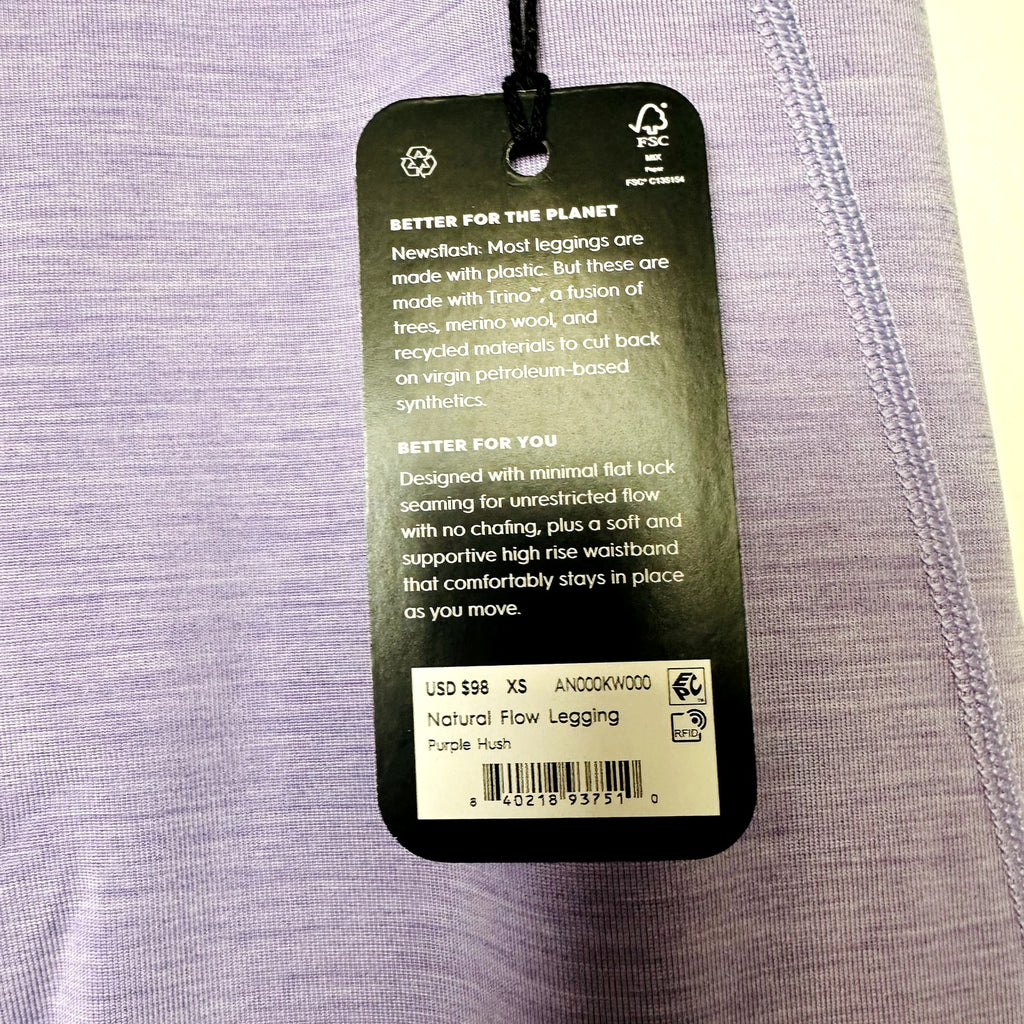 FSC
MIX
Paper
FSC® C135154
BETTER FOR THE PLANET
Newsflash: Most leggings are
made with plastic. But these are
made with Trino™, a fusion of
trees, merino wool, and
recycled materials to cut back
on virgin petroleum-based
synthetics.
BETTER FOR YOU
Designed with minimal flat lock
seaming for unrestricted flow
with no chafing, plus a soft and
supportive high rise waistband
that comfortably stays in place
as you move.
USD $98 XS AN000KW000
EPC™
Natural Flow Legging
RFID
Purple Hush
8 40218 93751 0